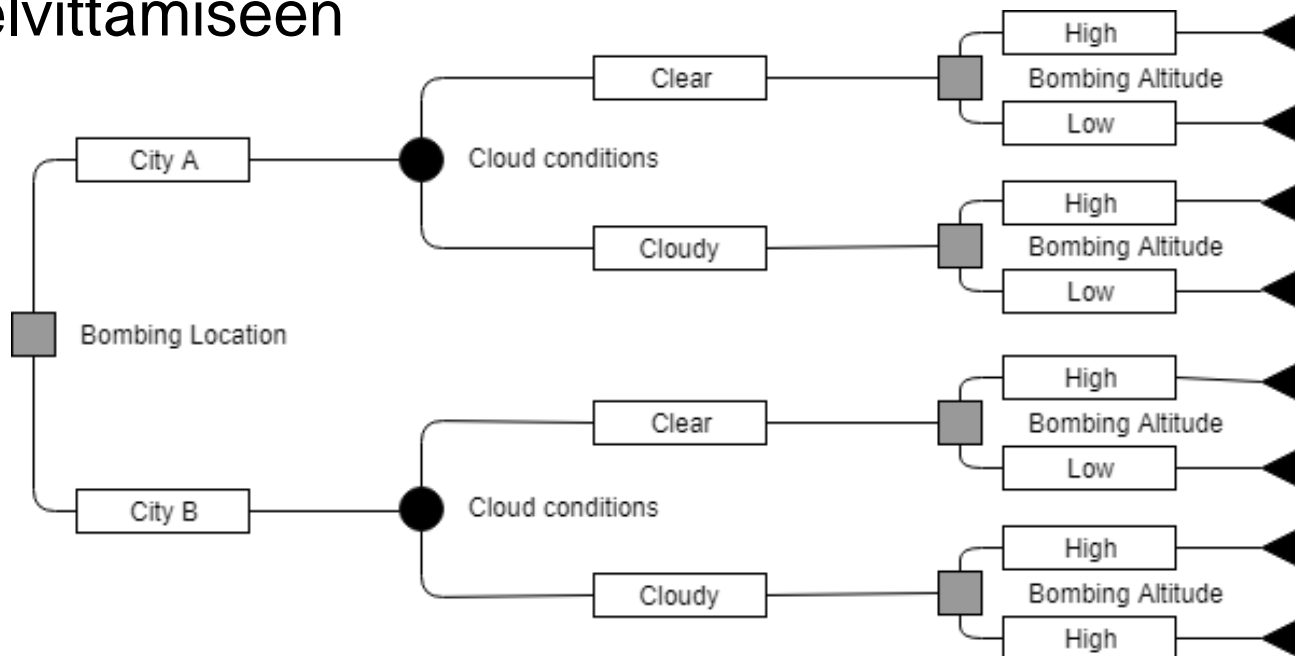 elvittämiseen
High
Clear
Bombing Altitude
Low
City A
Cloud conditions
High
Cloudy
Bombing Altitude
Low
Bombing Location
High
Clear
Bombing Altitude
Low
City B
Cloud conditions
High
Cloudy
Bombing Altitude
High